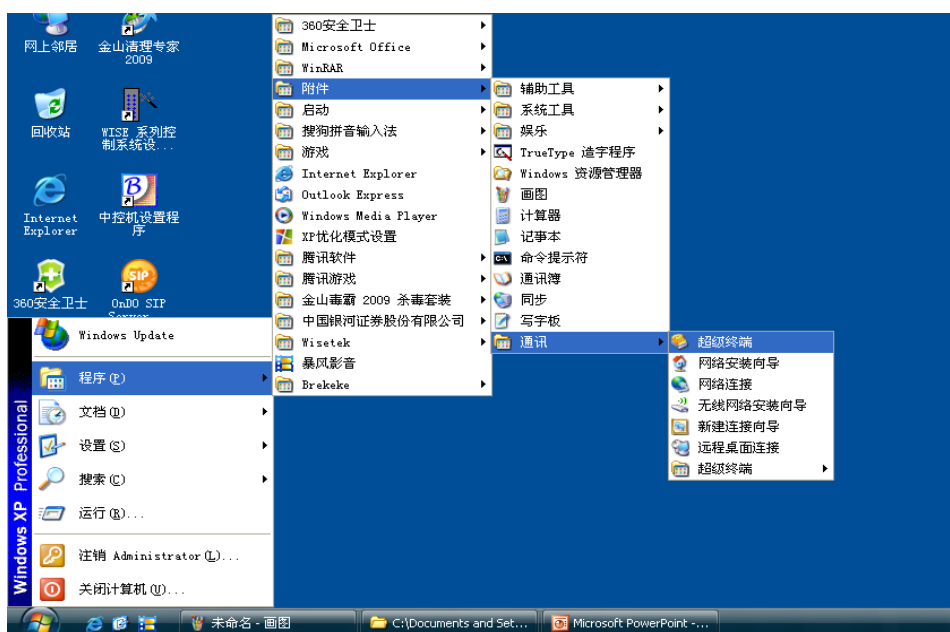 网上邻居
金山清理专家
2009
回收站
WISE 系列控
制系统设...
Internet
Explorer
中控机设置程
序
360安全卫士
OnDO SIP
Server
360安全卫士
Microsoft Office
WinRAR
附件
启动
搜狗拼音输入法
游戏
Internet Explorer
Outlook Express
Windows Media Player
XP优化模式设置
腾讯软件
腾讯游戏
金山毒霸 2009 杀毒套装
中国银河证券股份有限公司
Wisetek
暴风影音
Brekeke
辅助工具
系统工具
娱乐
TrueType 造字程序
Windows 资源管理器
画图
计算器
记事本
命令提示符
通讯簿
同步
写字板
通讯
超级终端
网络安装向导
网络连接
无线网络安装向导
新建连接向导
远程桌面连接
超级终端
Windows Update
程序(P)
文档(D)
设置(S)
搜索(C)
运行(R)...
注销 Administrator(L)...
关闭计算机(U)...
Windows XP Professional
未命名 - 画图
C:\Documents and Set...
Microsoft PowerPoint -...